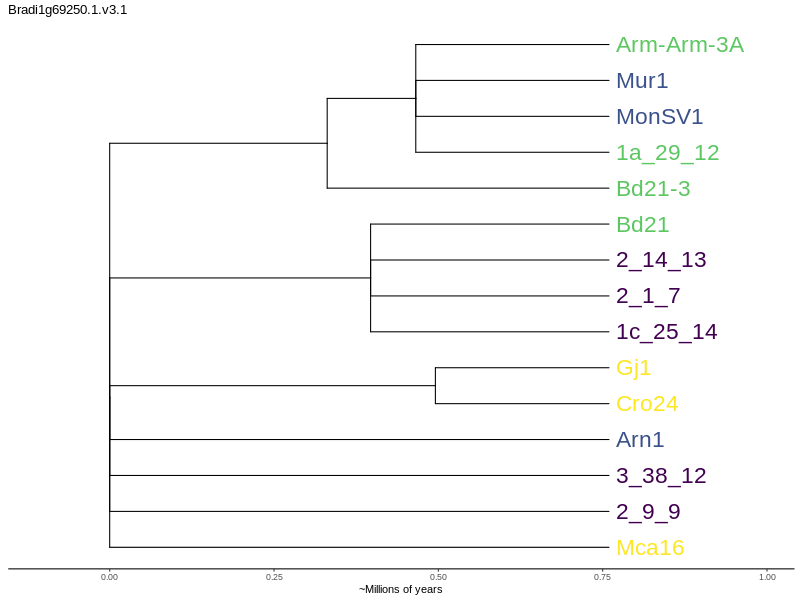 Bradi1g69250.1.v3.1
Arm-Arm-3A
Mur1
MonSV1
1a_29_12
Bd21-3
Bd21
2_14_13
2_1_7
1c_25_14
Gj1
Cro24
Arn1
3_38_12
2_9_9
Mca16
0.00 0.25 0.50 0.75 1.00
~Millions of years